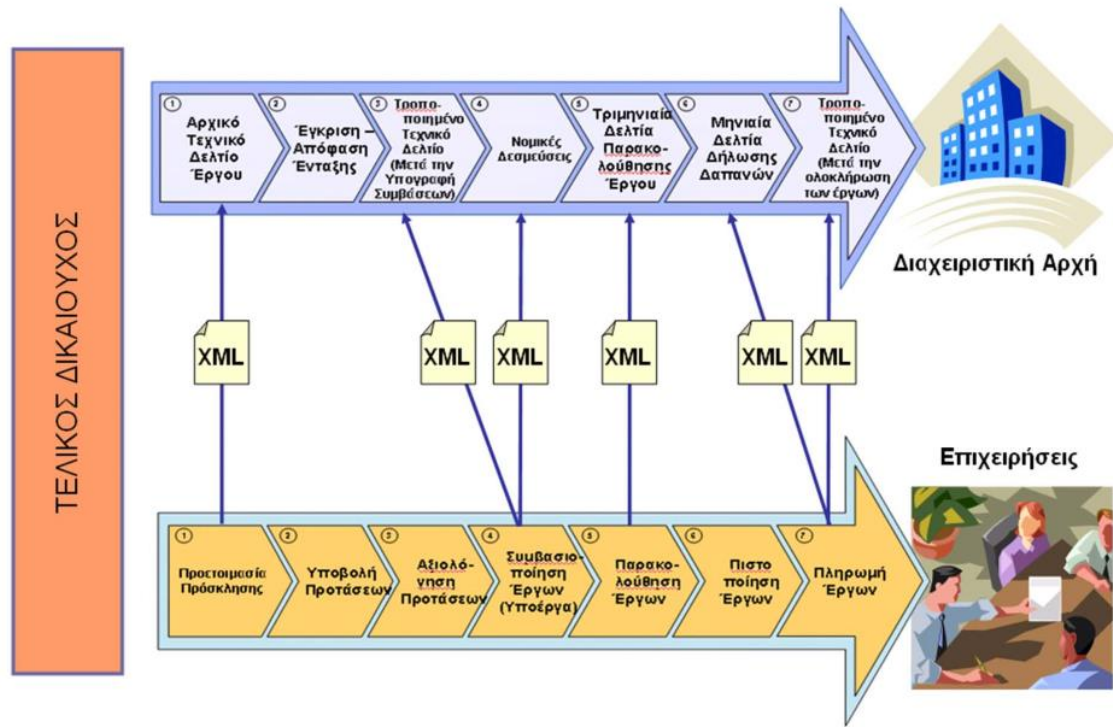 ΤΕΛΙΚΟΣ ΔΙΚΑΙΟΥΧΟΣ
1
Αρχικό
Τεχνικό
Δελτίο
Έργου
2
Έγκριση –
Απόφαση
Ένταξης
3
Τροπο-
ποιημένο
Τεχνικό
Δελτίο
(Μετά την
Υπογραφή
Συμβάσεων)
4
Νομικές
Δεσμεύσεις
5
Τριμηνιαία
Δελτία
Παρακο-
λούθησης
Έργου
6
Μηνιαία
Δελτία
Δήλωσης
Δαπανών
7
Τροπο-
ποιημένο
Τεχνικό
Δελτίο
(Μετά την
ολοκλήρωση
των έργων)
Διαχειριστική Αρχή
XML
XML
XML
XML
XML
XML
Επιχειρήσεις
1
Προετοιμασία
Πρόσκλησης
2
Υποβολή
Προτάσεων
3
Αξιολό-
γηση
Προτάσεων
4
Συμβασιο-
ποίηση
Έργων
(Υποέργα)
5
Παρακο-
λούθηση
Έργων
6
Πιστο
ποίηση
Έργων
7
Πληρωμή
Έργων